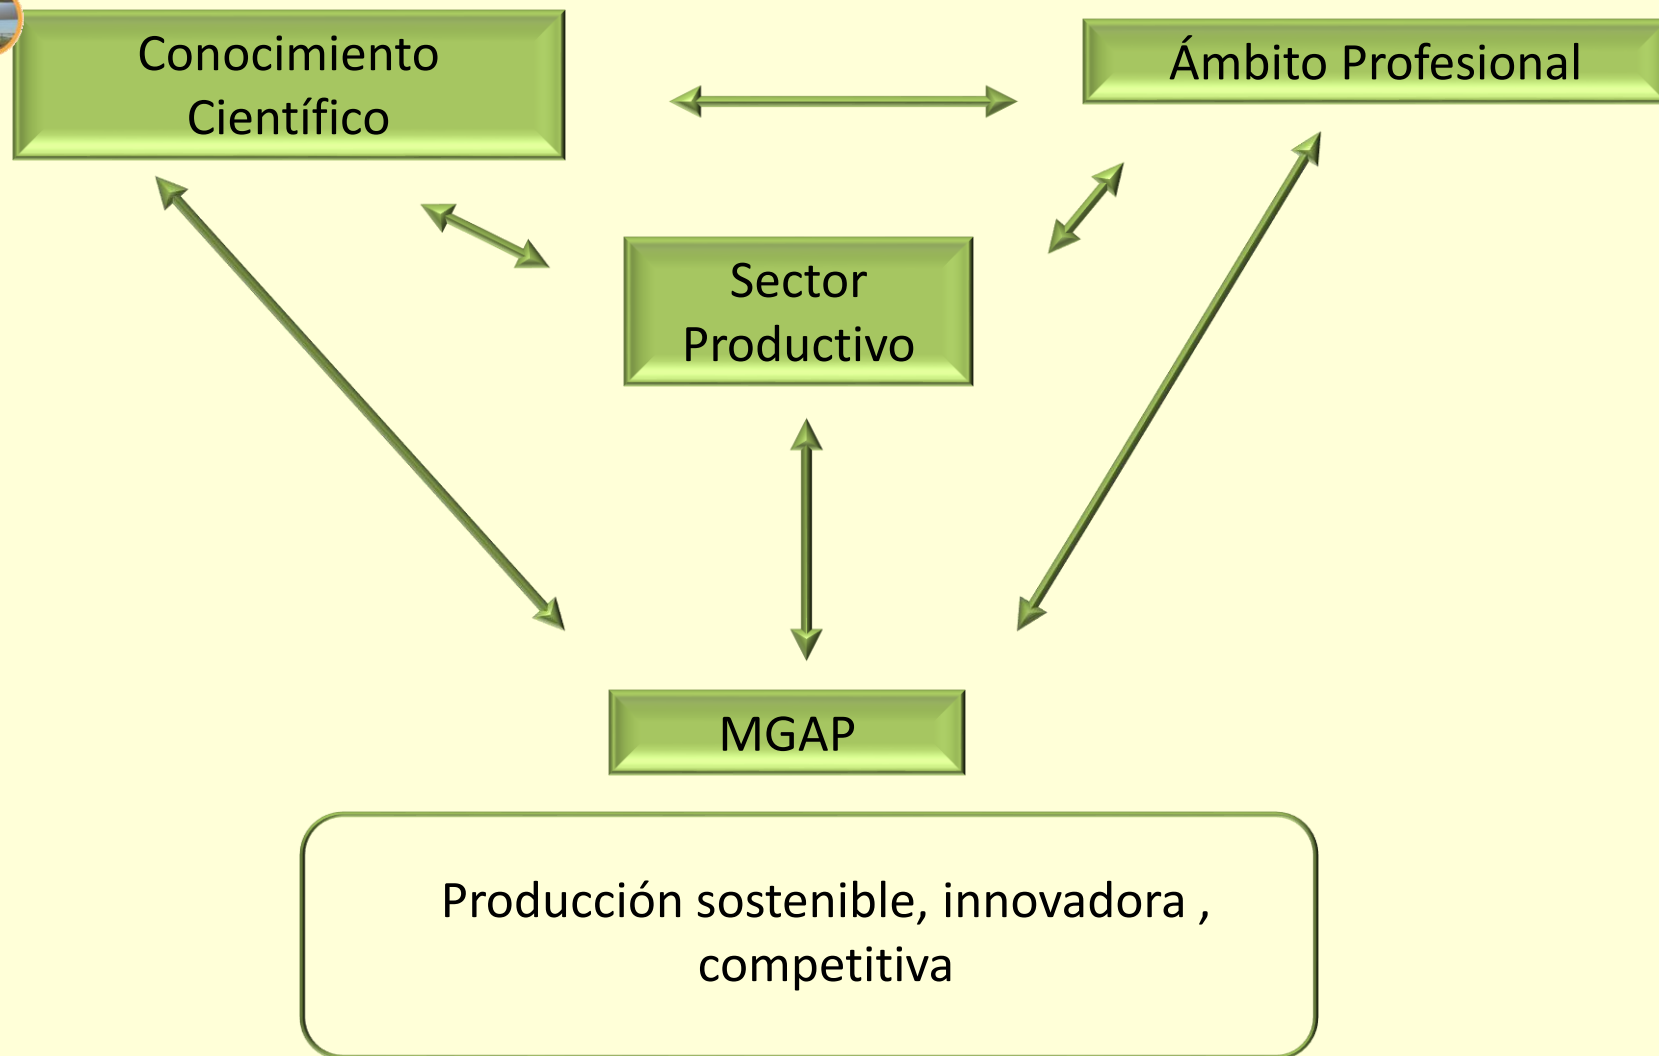 Conocimiento
Científico
Ámbito Profesional
Sector
Productivo
MGAP
Producción sostenible, innovadora ,
competitiva